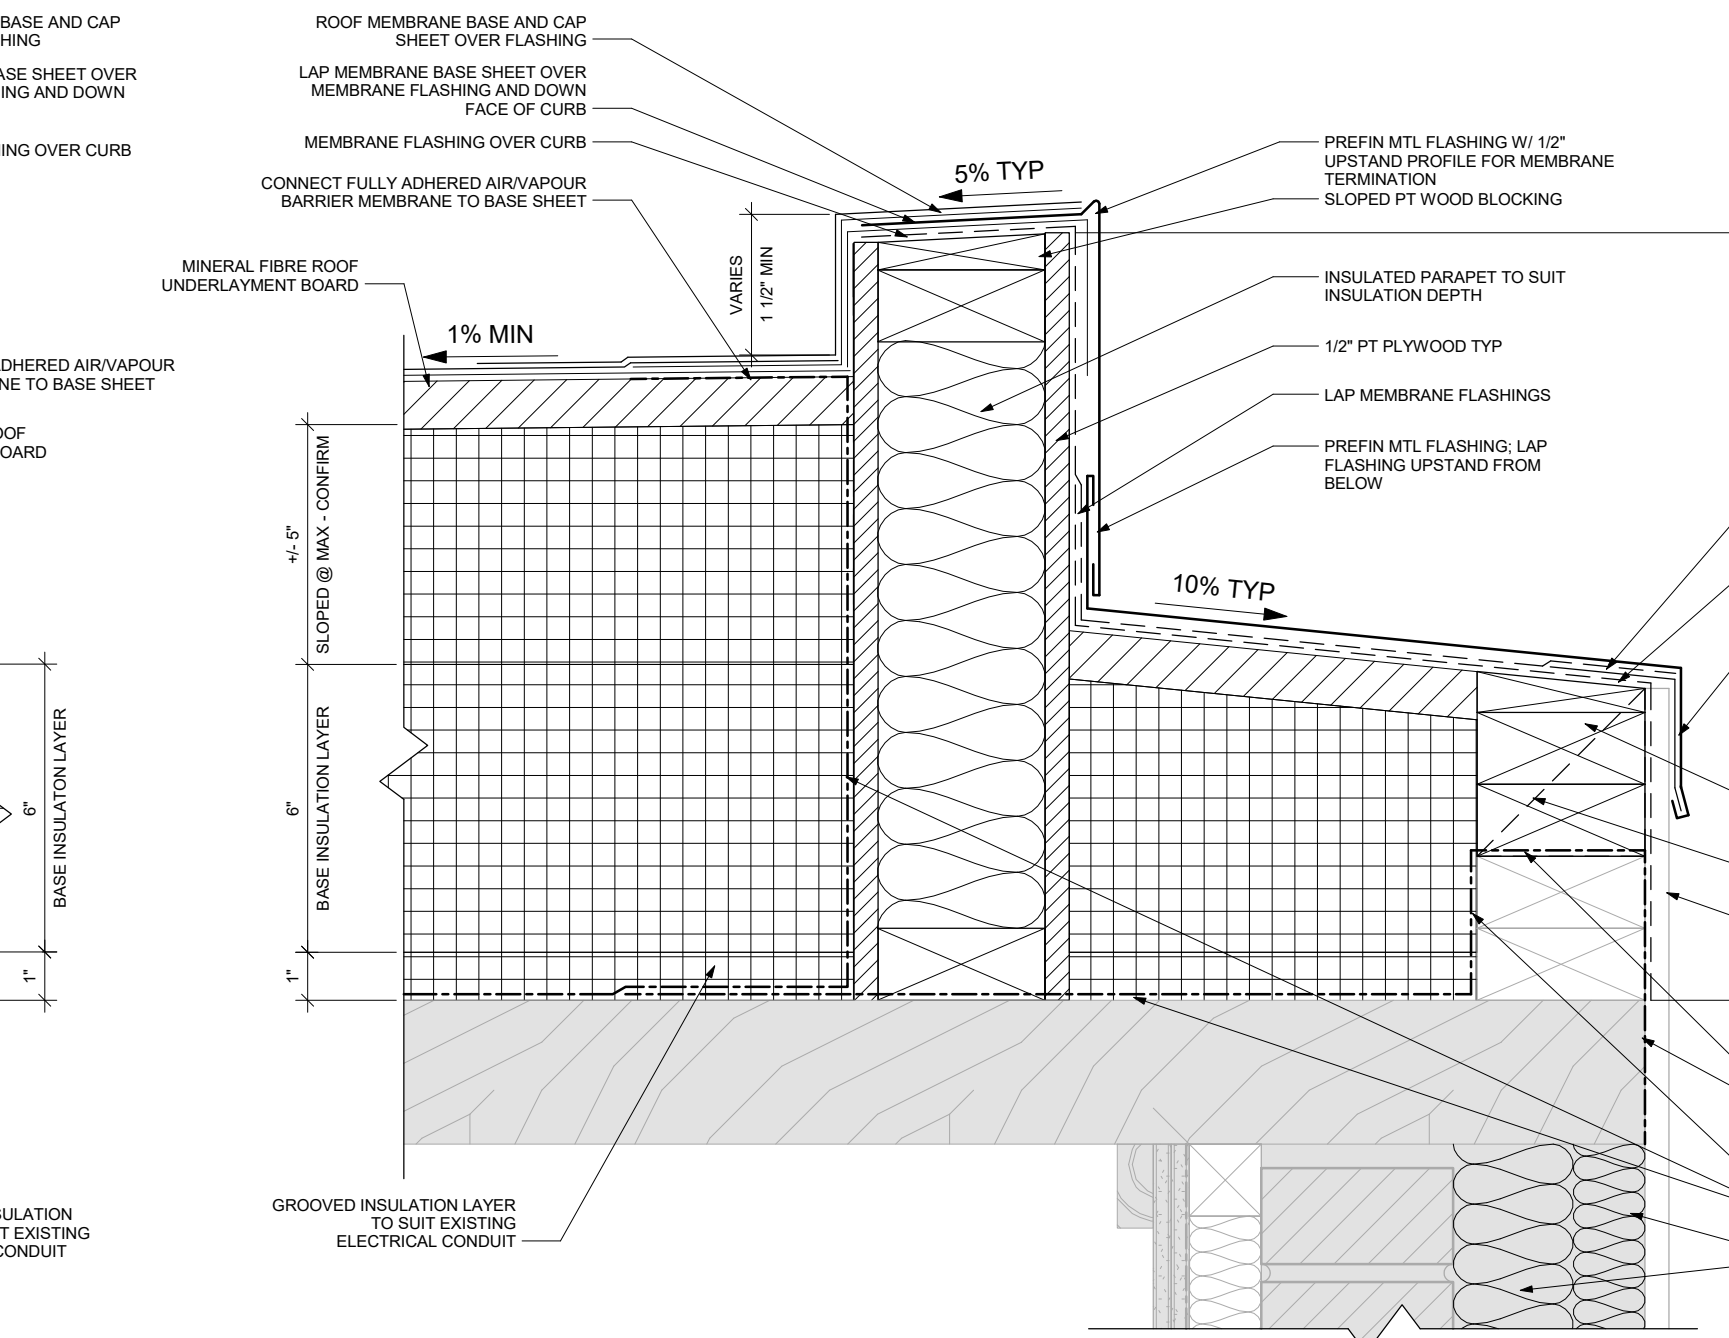 BASE AND CAP
HING
ASE SHEET OVER
ING AND DOWN
ING OVER CURB
ADHERED AIR/VAPOUR
NE TO BASE SHEET
OOF
OARD
6"
BASE INSULATON LAYER
1"
SULATION
T EXISTING
CONDUIT
ROOF MEMBRANE BASE AND CAP
SHEET OVER FLASHING
LAP MEMBRANE BASE SHEET OVER
MEMBRANE FLASHING AND DOWN
FACE OF CURB
MEMBRANE FLASHING OVER CURB
CONNECT FULLY ADHERED AIR/VAPOUR
BARRIER MEMBRANE TO BASE SHEET
MINERAL FIBRE ROOF
UNDERLAYMENT BOARD
1% MIN
VARIES
1 1/2" MIN
5% TYP
+/- 5"
SLOPED @ MAX - CONFIRM
6"
BASE INSULATION LAYER
1"
GROOVED INSULATION LAYER
TO SUIT EXISTING
ELECTRICAL CONDUIT
PREFIN MTL FLASHING W/ 1/2"
UPSTAND PROFILE FOR MEMBRANE
TERMINATION
SLOPED PT WOOD BLOCKING
INSULATED PARAPET TO SUIT
INSULATION DEPTH
1/2" PT PLYWOOD TYP
LAP MEMBRANE FLASHINGS
PREFIN MTL FLASHING; LAP
FLASHING UPSTAND FROM
BELOW
10% TYP